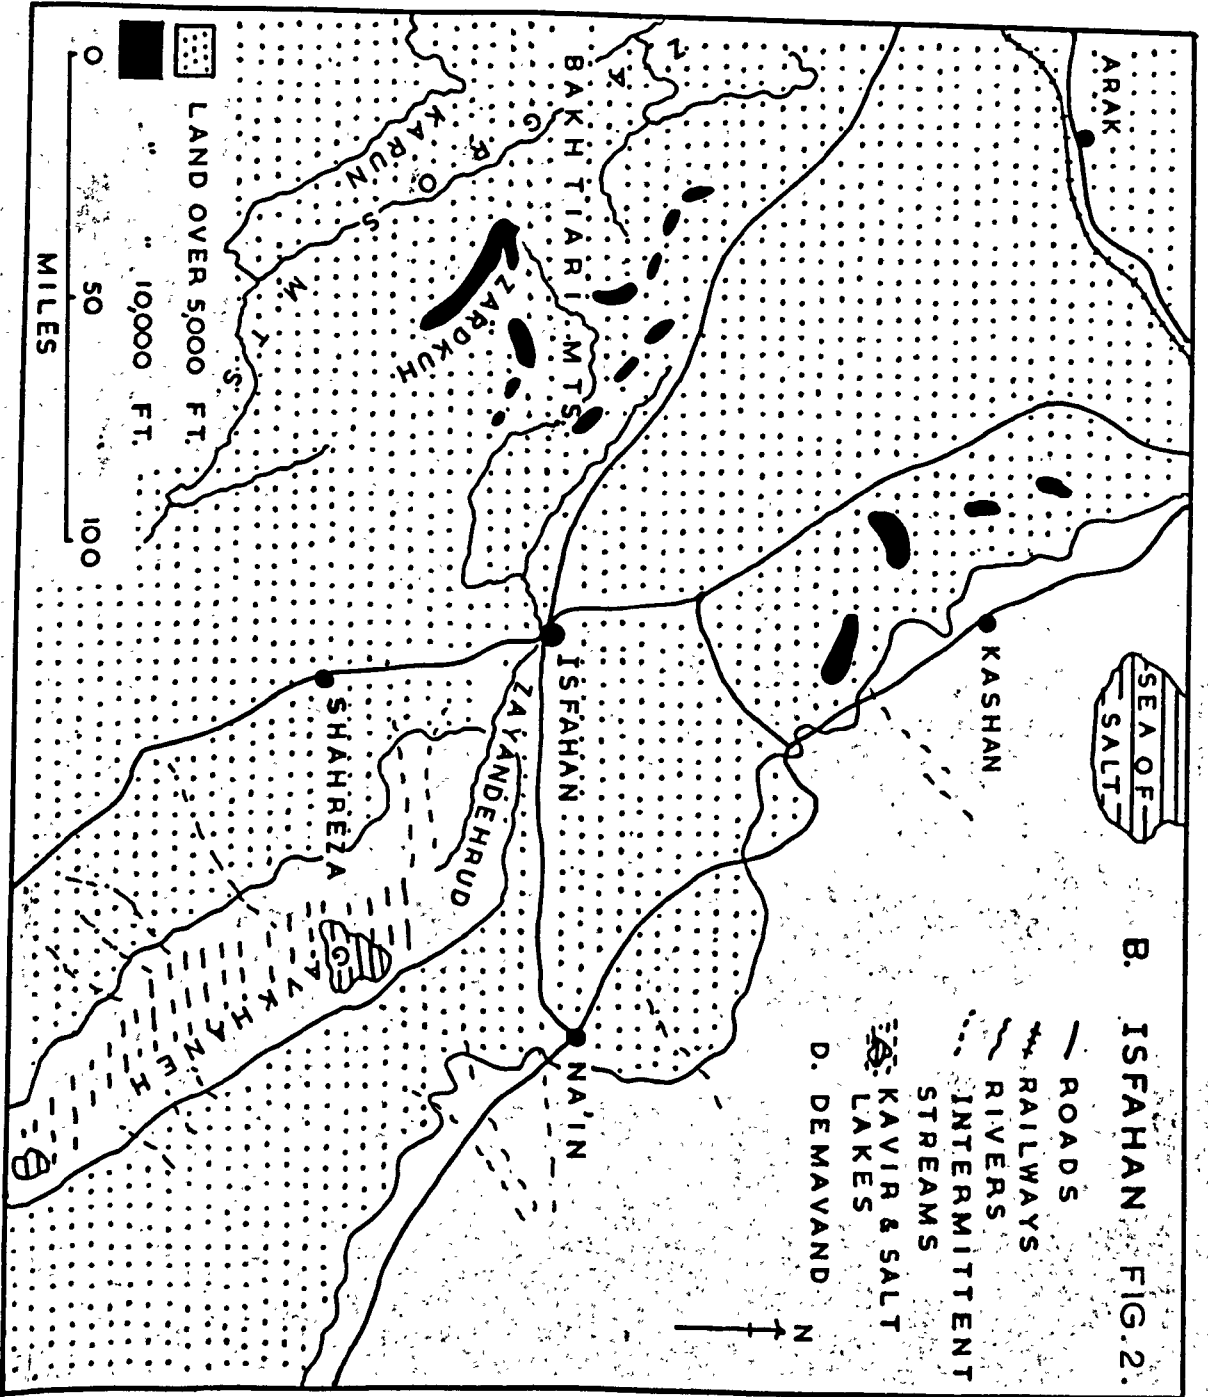 B. ISFAHAN FIG. 2.
ROADS
RAILWAYS
RIVERS
INTERMITTENT
STREAMS
KAVIR & SALT
LAKES
D. DEMAVAND
N
ARAK
SEA OF
SALT
KASHAN
ZAGROS MTS
BAKHTIARI MTS.
ZARDKUH
KARUN
ISFAHAN
NA'IN
ZAYANDEHRUD
SHAHREZA
GAVKHANEH
LAND OVER 5,000 FT.
" " 10,000 FT.
0 50 100
MILES